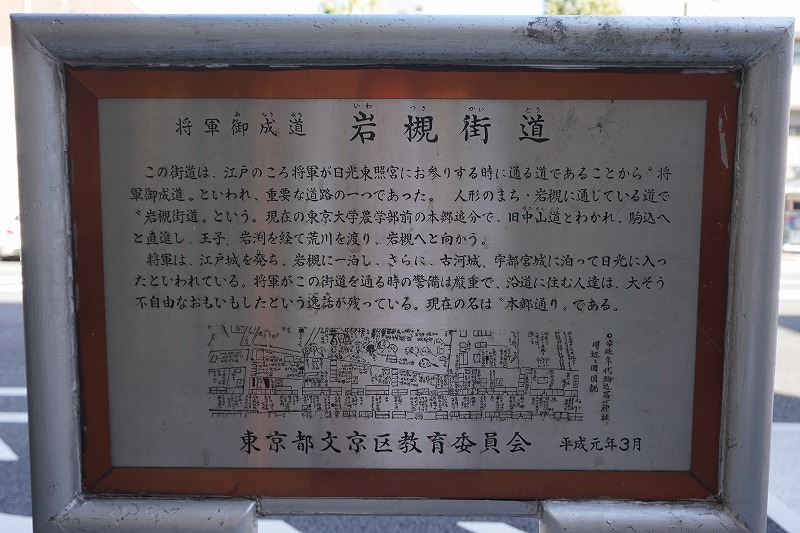 将軍御成道 岩槻街道
お なりみち いわ つき かい どう
この街道は、江戸のころ将軍が日光東照宮にお参りする時に通る道であることから〝将
軍御成道〟といわれ、重要な道路の一つであった。 人形のまち・岩槻に通じている道で
〝岩槻街道〟という。現在の東京大学農学部前の本郷追分で、旧中山道とわかれ、駒込へ
と直進し、王子、岩渕を経て荒川を渡り、岩槻へと向かう。
将軍は、江戸城を発ち、岩槻に一泊し、さらに、古河城、宇都宮城に泊って日光に入っ
たといわれている。将軍がこの街道を通る時の警備は厳重で、沿道に住む人達は、大そう
不自由なおもいもしたという逸話が残っている。現在の名は〝本郷通り〟である。
東京都文京区教育委員会 平成元年3月